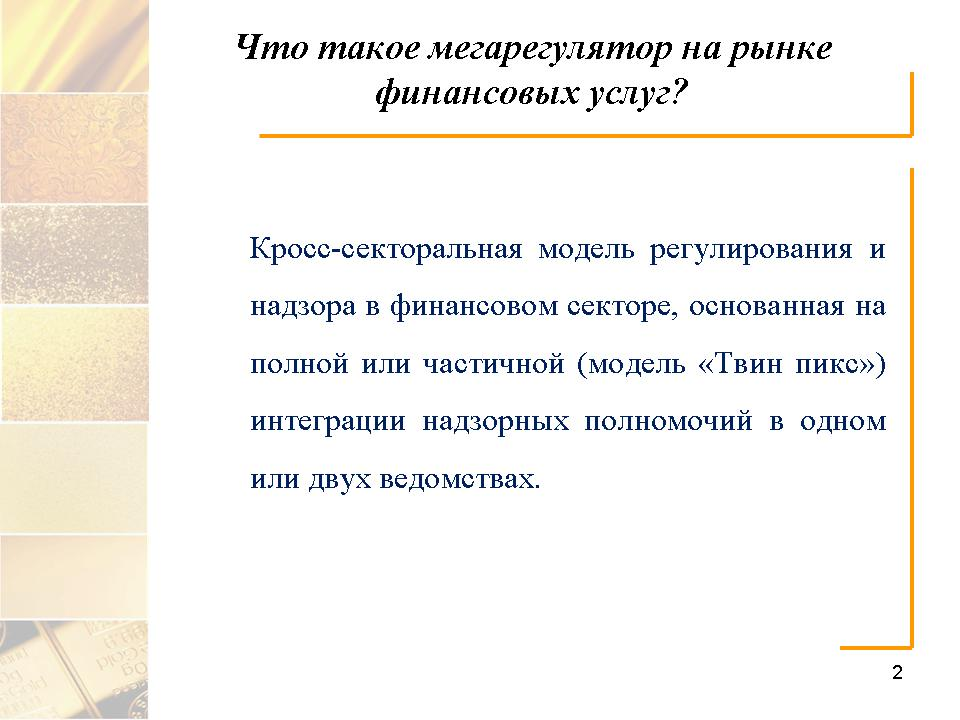 Что такое мегарегулятор на рынке
финансовых услуг?
Кросс-секторальная модель регулирования и
надзора в финансовом секторе, основанная на
полной или частичной (модель «Твин пикс»)
интеграции надзорных полномочий в одном
или двух ведомствах.
2